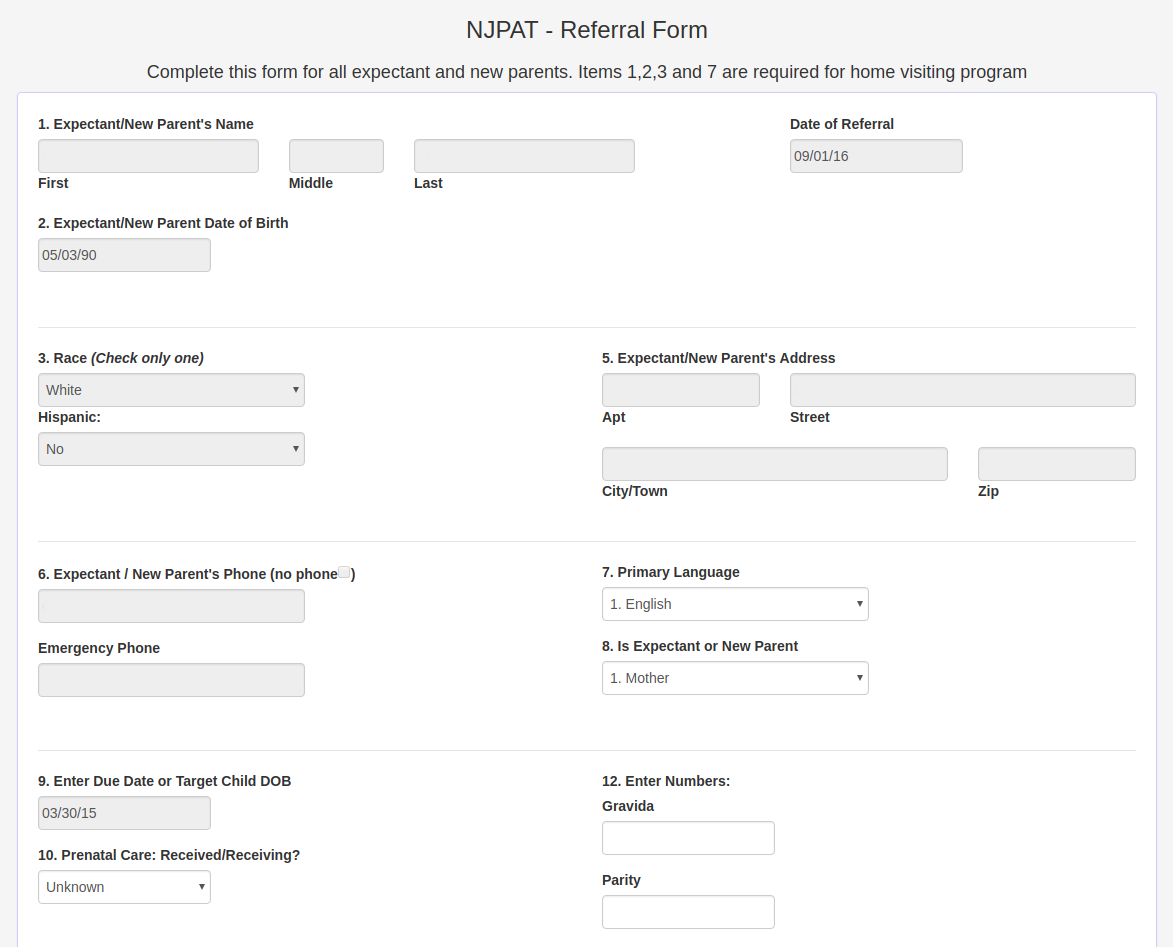 NJPAT - Referral Form
Complete this form for all expectant and new parents. Items 1,2,3 and 7 are required for home visiting program
1. Expectant/New Parent's Name
Date of Referral
09/01/16
First
Middle
Last
2. Expectant/New Parent Date of Birth
05/03/90
3. Race (Check only one)
White
Hispanic:
No
5. Expectant/New Parent's Address
Apt
Street
City/Town
Zip
6. Expectant / New Parent's Phone (no phone )
Emergency Phone
7. Primary Language
1. English
8. Is Expectant or New Parent
1. Mother
9. Enter Due Date or Target Child DOB
03/30/15
10. Prenatal Care: Received/Receiving?
Unknown
12. Enter Numbers:
Gravida
Parity